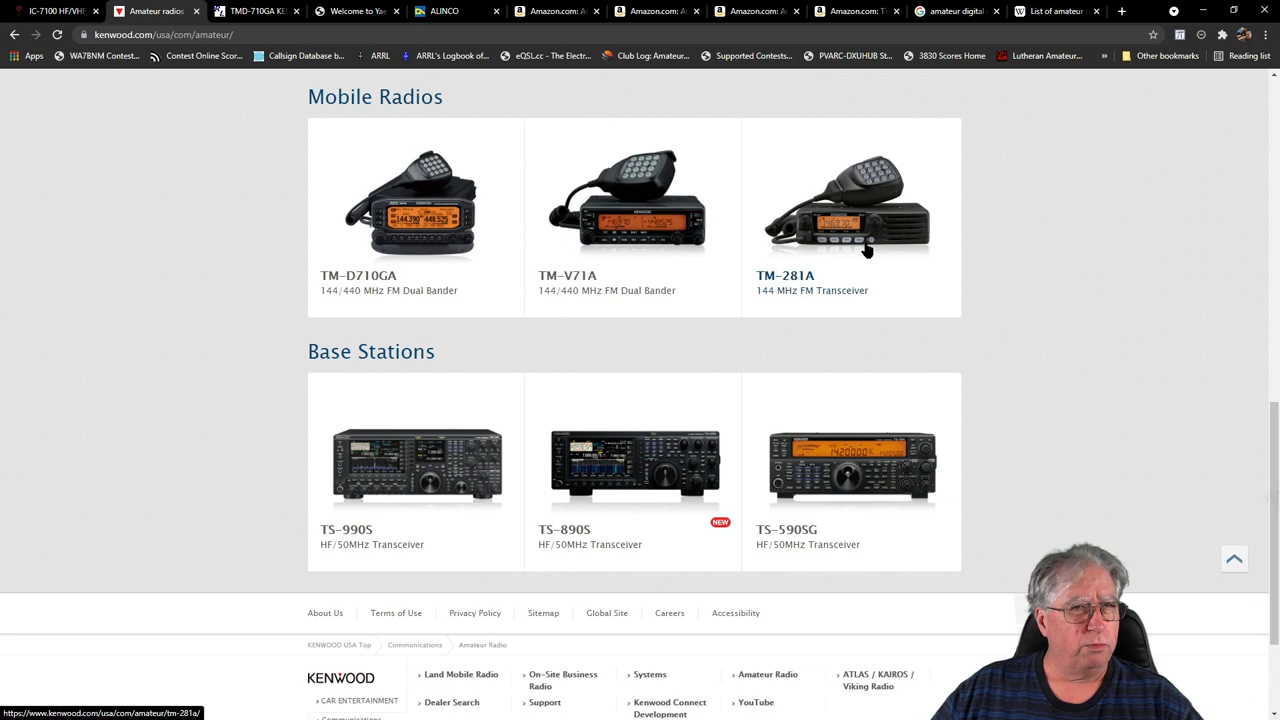 IC-7100 HF/VHF
Amateur radios
TMD-710GA KEN
Welcome - Yaesu
ALINCO
Amazon.com: A
Amazon.com: A
Amazon.com: A
Amazon.com: TY
amateur digital
List of amateur r
kenwood.com/usa/com/amateur/
Apps
WA7BNM Contest...
Contest Online Scor...
Callsign Database b...
ARRL
ARRL's Logbook of...
eQSL.cc - The Electr...
Club Log: Amateur...
Supported Contests...
PVARC-DXUHUB St...
3830 Scores Home
Lutheran Amateur...
»
Other bookmarks
Reading list
Mobile Radios
TM-D710GA
144/440 MHz FM Dual Bander
TM-V71A
144/440 MHz FM Dual Bander
TM-281A
144 MHz FM Transceiver
Base Stations
TS-990S
HF/50MHz Transceiver
TS-890S
NEW
HF/50MHz Transceiver
TS-590SG
HF/50MHz Transceiver
About Us
Terms of Use
Privacy Policy
Sitemap
Global Site
Careers
Accessibility
KENWOOD USA Top
Communications
Amateur Radio
KENWOOD
CAR ENTERTAINMENT
Communications
Land Mobile Radio
Dealer Search
On-Site Business
Radio
Support
Systems
Kenwood Connect
Development
Amateur Radio
YouTube
ATLAS / KAIROS /
Viking Radio
https://www.kenwood.com/usa/com/amateur/tm-281a/